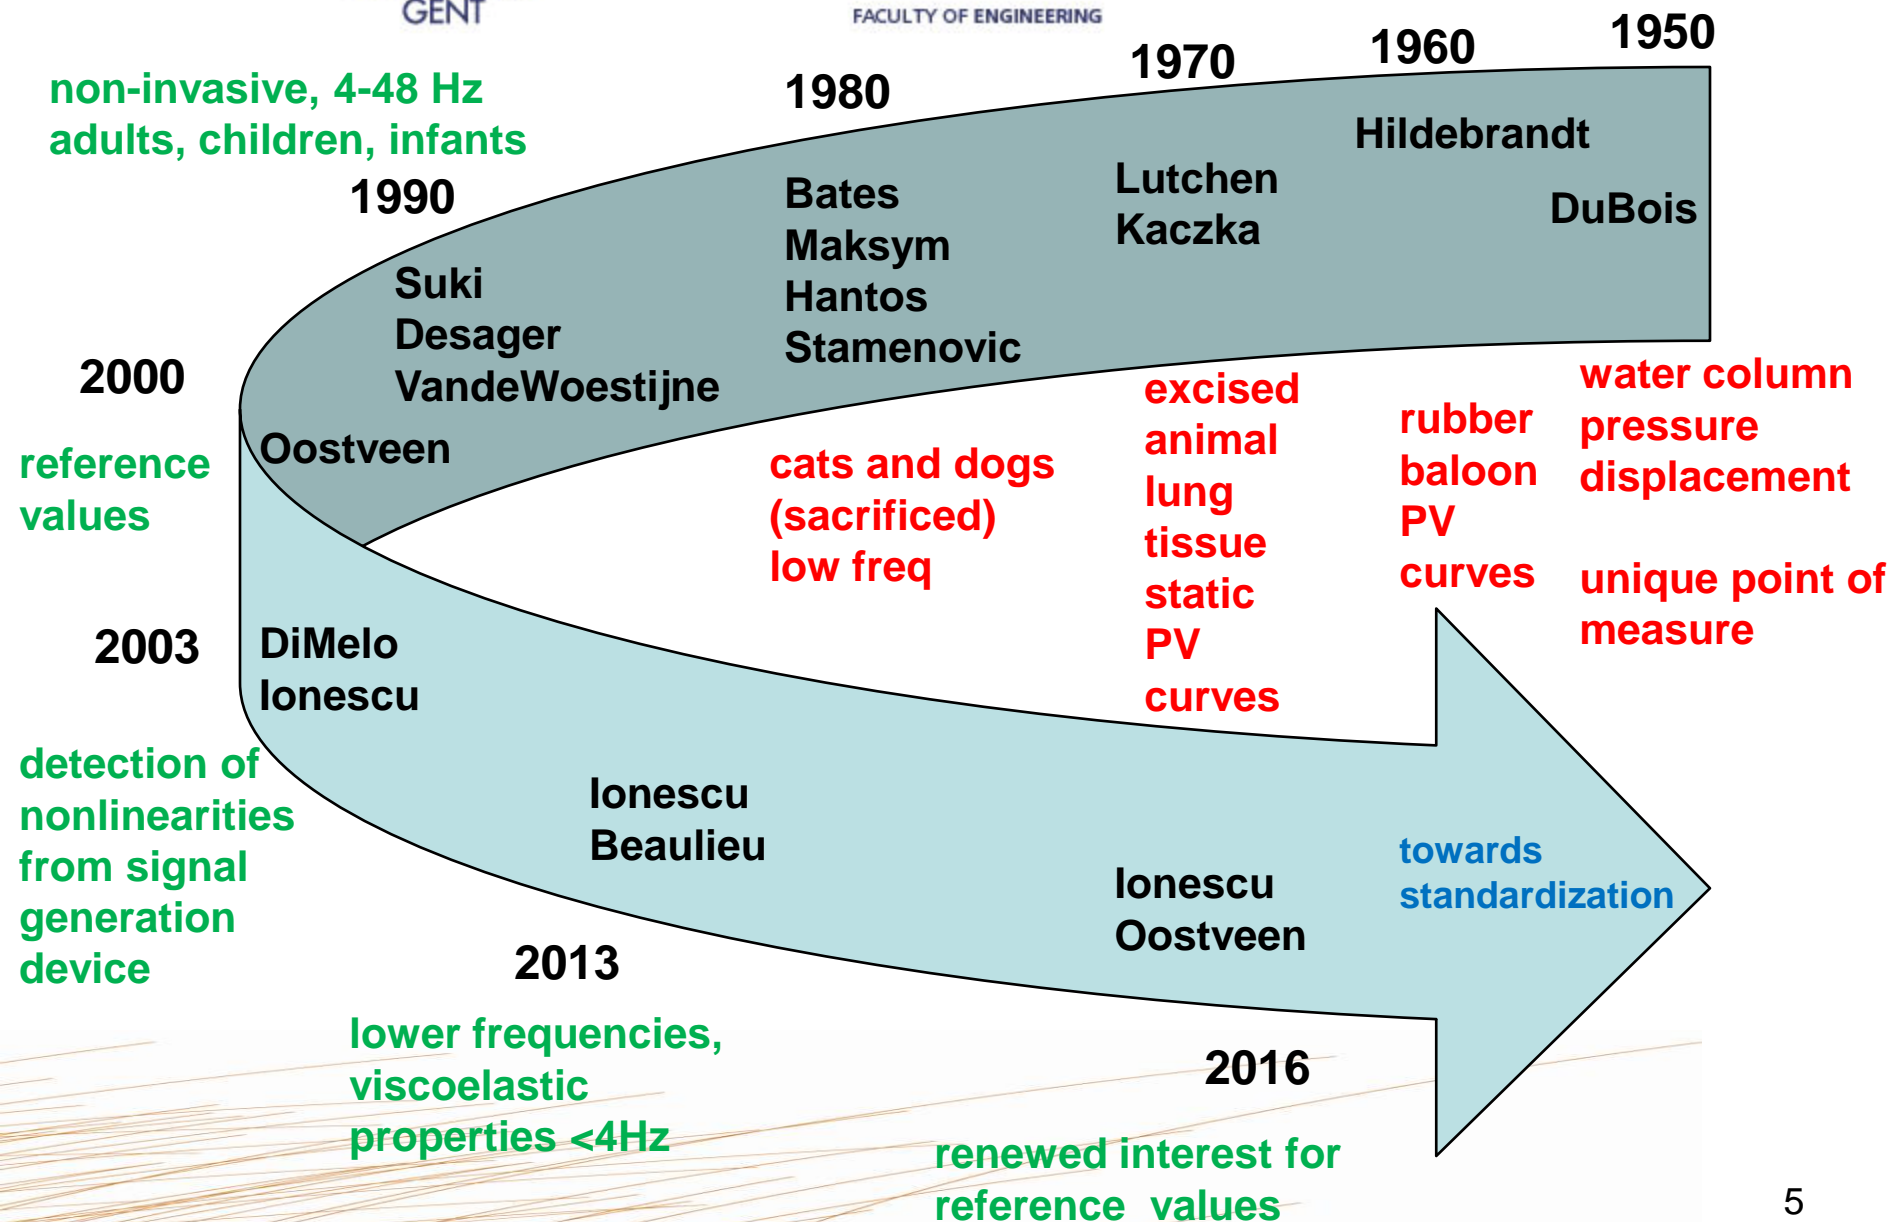 GENT
FACULTY OF ENGINEERING
1950
1960
1970
1980
non-invasive, 4-48 Hz
adults, children, infants
1990
Hildebrandt
DuBois
Lutchen
Kaczka
Bates
Maksym
Hantos
Stamenovic
Suki
Desager
VandeWoestijne
2000
Oostveen
reference
values
water column
pressure
displacement
unique point of
measure
rubber
baloon
PV
curves
excised
animal
lung
tissue
static
PV
curves
cats and dogs
(sacrificed)
low freq
2003
DiMelo
Ionescu
detection of
nonlinearities
from signal
generation
device
Ionescu
Beaulieu
2013
lower frequencies,
viscoelastic
properties <4Hz
Ionescu
Oostveen
towards
standardization
2016
renewed interest for
reference values
5